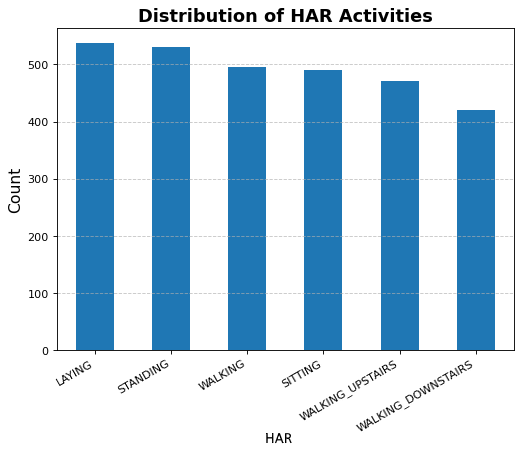 Distribution of HAR Activities
Count
500
400
300
200
100
0
LAYING
STANDING
WALKING
SITTING
WALKING_UPSTAIRS
WALKING_DOWNSTAIRS
HAR